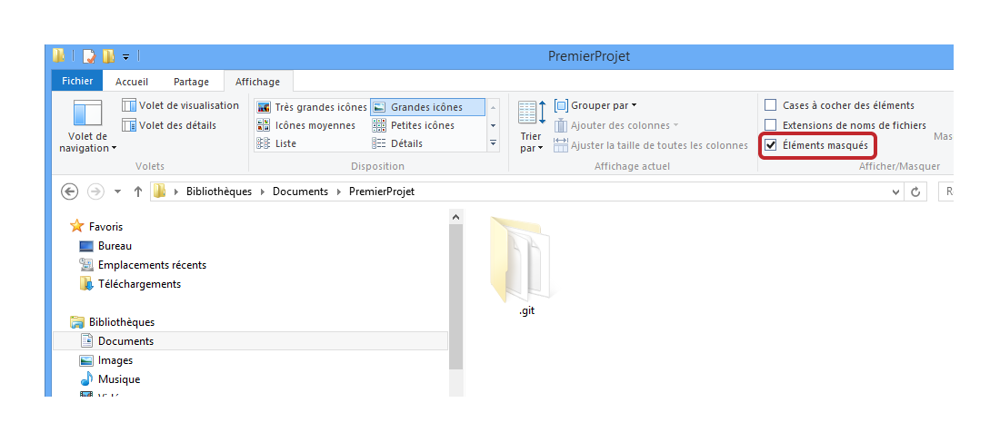 PremierProjet
Fichier Accueil Partage Affichage
Volet de navigation
Volet de visualisation
Volet des détails
Volets
Très grandes icônes Grandes icônes
Icônes moyennes Petites icônes
Liste Détails
Disposition
Trier par
Grouper par
Ajouter des colonnes
Ajuster la taille de toutes les colonnes
Affichage actuel
Cases à cocher des éléments
Extensions de noms de fichiers
Éléments masqués
Afficher/Masquer
Bibliothèques Documents PremierProjet
Favoris
Bureau
Emplacements récents
Téléchargements
Bibliothèques
Documents
Images
Musique
.git